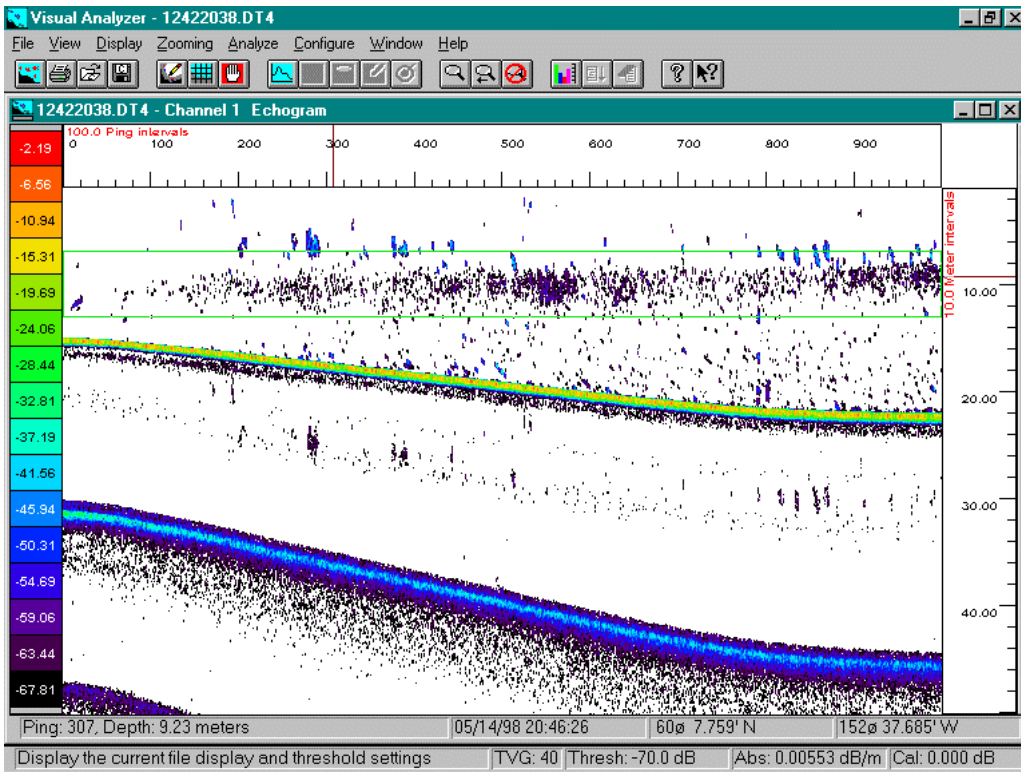 Visual Analyzer - 12422038.DT4
File View Display Zooming Analyze Configure Window Help
12422038.DT4 - Channel 1 Echogram
100.0 Ping intervals
0 100 200 300 400 500 600 700 800 900
-2.19
-6.56
-10.94
-15.31
-19.69
-24.06
-28.44
-32.81
-37.19
-41.56
-45.94
-50.31
-54.69
-59.06
-63.44
-67.81
10.0 Meter intervals
10.00
20.00
30.00
40.00
Ping: 307, Depth: 9.23 meters 05/14/98 20:46:26 60ø 7.759' N 152ø 37.685' W
Display the current file display and threshold settings TVG: 40 Thresh: -70.0 dB Abs: 0.00553 dB/m Cal: 0.000 dB